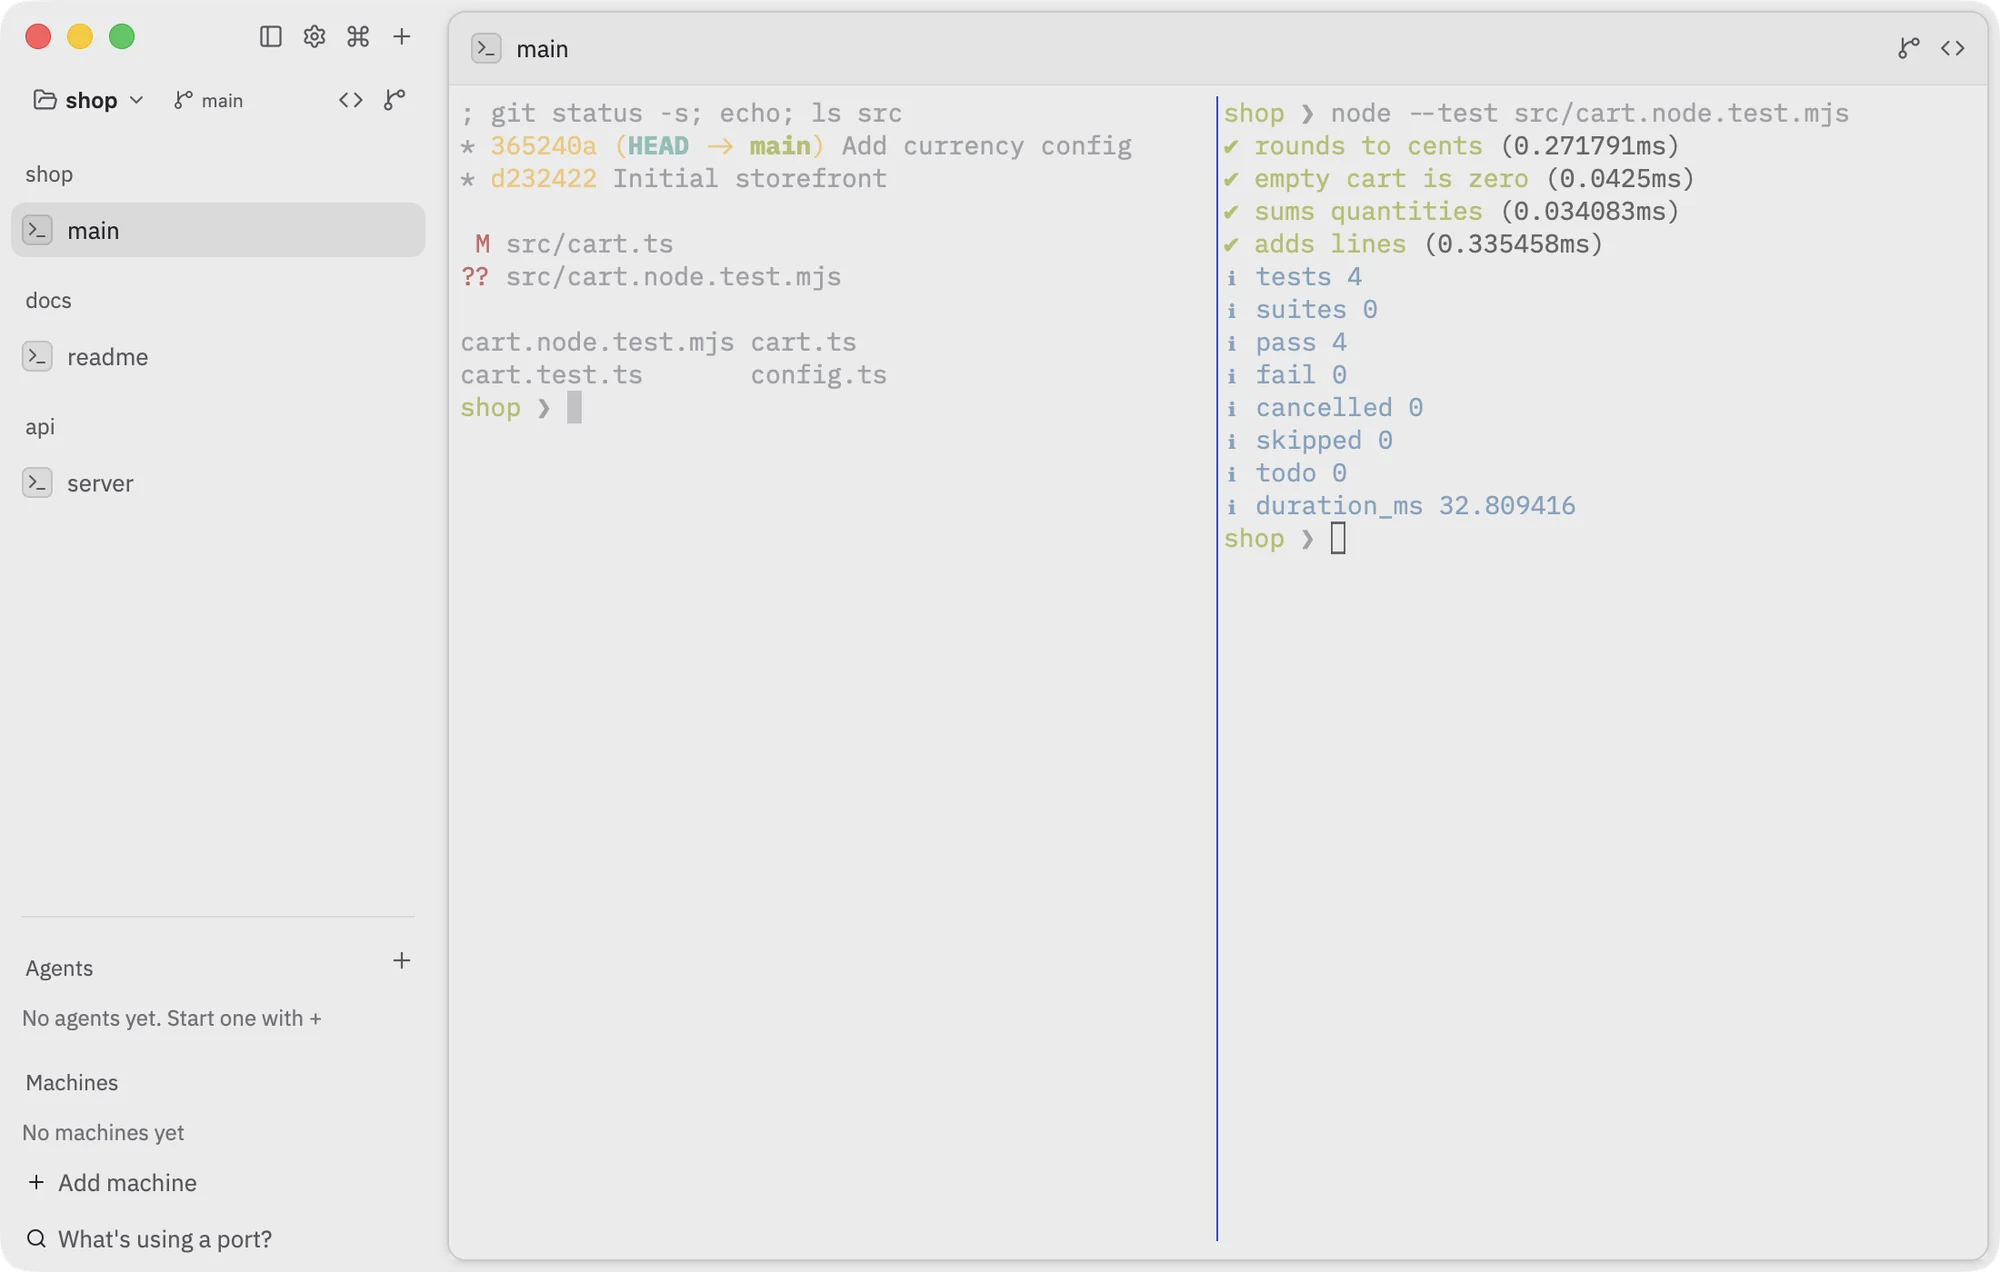 shop
main
shop
main
docs
readme
api
server
Agents
No agents yet. Start one with +
Machines
No machines yet
+ Add machine
What's using a port?
main
; git status -s; echo; ls src
* 365240a (HEAD -> main) Add currency config
* d232422 Initial storefront
M src/cart.ts
?? src/cart.node.test.mjs
cart.node.test.mjs cart.ts
cart.test.ts config.ts
shop ❯
shop ❯ node --test src/cart.node.test.mjs
✔ rounds to cents (0.271791ms)
✔ empty cart is zero (0.0425ms)
✔ sums quantities (0.034083ms)
✔ adds lines (0.335458ms)
ℹ tests 4
ℹ suites 0
ℹ pass 4
ℹ fail 0
ℹ cancelled 0
ℹ skipped 0
ℹ todo 0
ℹ duration_ms 32.809416
shop ❯